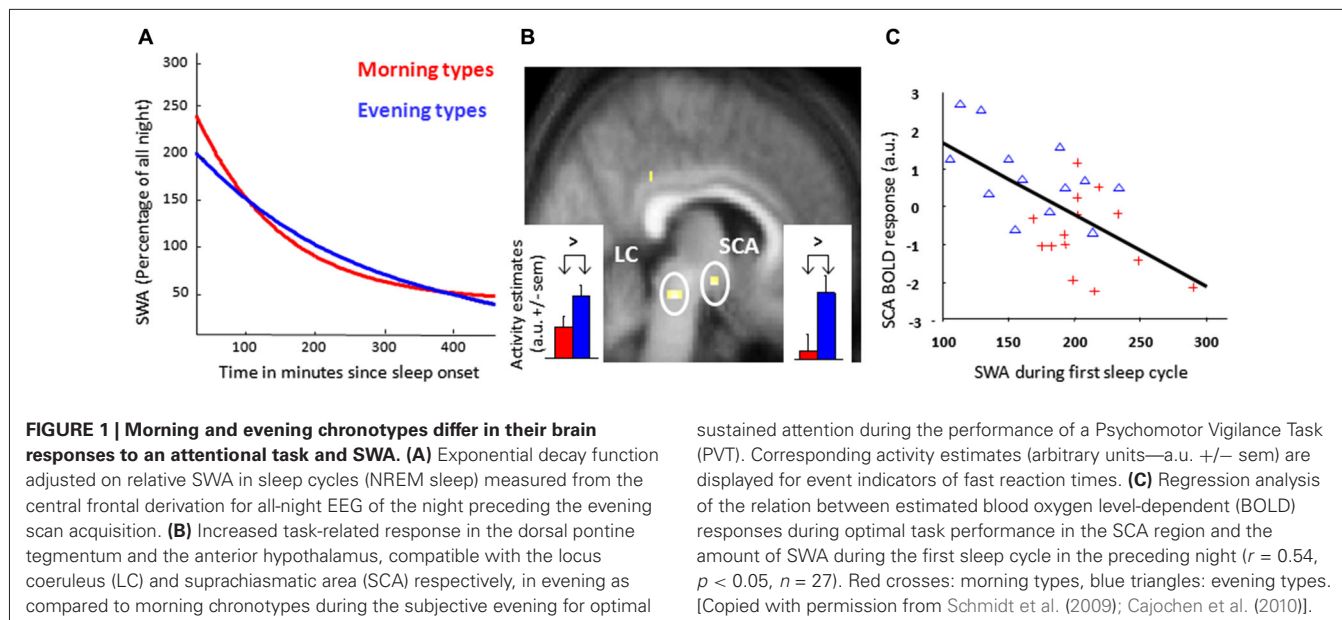 A
300
250
200
150
100
50
SWA (Percentage of all night)
Morning types
Evening types
100
200
300
400
Time in minutes since sleep onset
B
LC
SCA
>
>
Activity estimates
(a.u. +/- sem)
C
3
2
1
0
-1
-2
-3
SCA BOLD response (a.u.)
100
150
200
250
300
SWA during first sleep cycle
FIGURE 1 | Morning and evening chronotypes differ in their brain
responses to an attentional task and SWA. (A) Exponential decay function
adjusted on relative SWA in sleep cycles (NREM sleep) measured from the
central frontal derivation for all-night EEG of the night preceding the evening
scan acquisition. (B) Increased task-related response in the dorsal pontine
tegmentum and the anterior hypothalamus, compatible with the locus
coeruleus (LC) and suprachiasmatic area (SCA) respectively, in evening as
compared to morning chronotypes during the subjective evening for optimal
sustained attention during the performance of a Psychomotor Vigilance Task
(PVT). Corresponding activity estimates (arbitrary units—a.u. +/− sem) are
displayed for event indicators of fast reaction times. (C) Regression analysis
of the relation between estimated blood oxygen level-dependent (BOLD)
responses during optimal task performance in the SCA region and the
amount of SWA during the first sleep cycle in the preceding night (r = 0.54,
p < 0.05, n = 27). Red crosses: morning types, blue triangles: evening types.
[Copied with permission from Schmidt et al. (2009); Cajochen et al. (2010)].